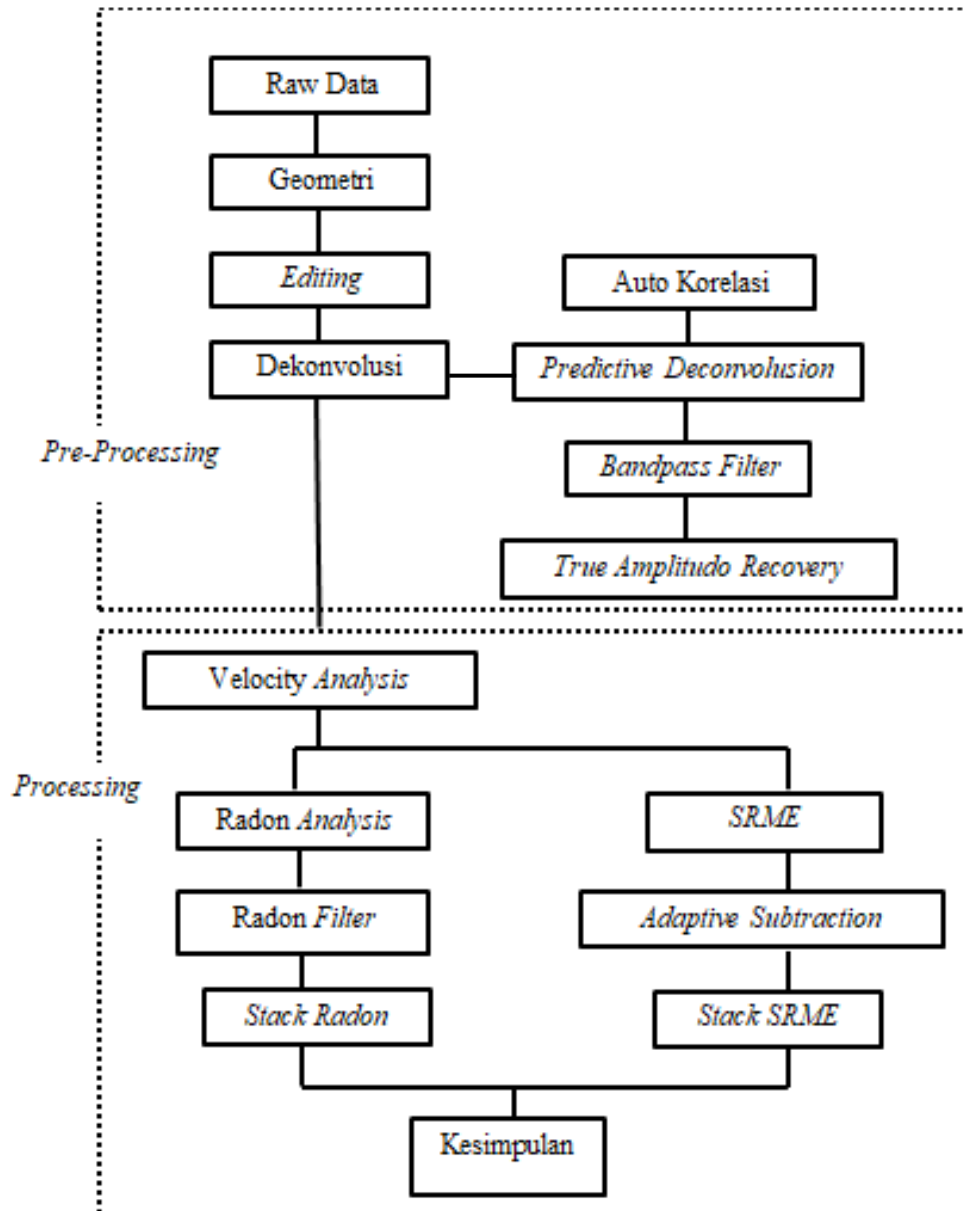 Raw Data
Geometri
Editing
Auto Korelasi
Dekonvolusi
Predictive Deconvolusion
Pre-Processing
Bandpass Filter
True Amplitudo Recovery
Velocity Analysis
Processing
Radon Analysis
SRME
Radon Filter
Adaptive Subtraction
Stack Radon
Stack SRME
Kesimpulan